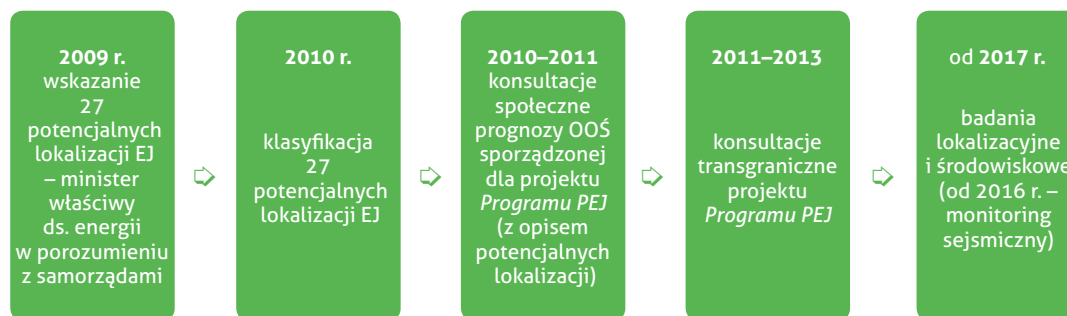 2009 r.
wskazanie
27
potencjalnych
lokalizacji EJ
– minister
właściwy
ds. energii
w porozumieniu
z samorządami
2010 r.
klasyfikacja
27
potencjalnych
lokalizacji EJ
2010–2011
konsultacje
społeczne
prognozy OOŚ
sporządzonej
dla projektu
Programu PEJ
(z opisem
potencjalnych
lokalizacji)
2011–2013
konsultacje
transgraniczne
projektu
Programu PEJ
od 2017 r.
badania
lokalizacyjne
i środowiskowe
(od 2016 r. –
monitoring
sejsmiczny)